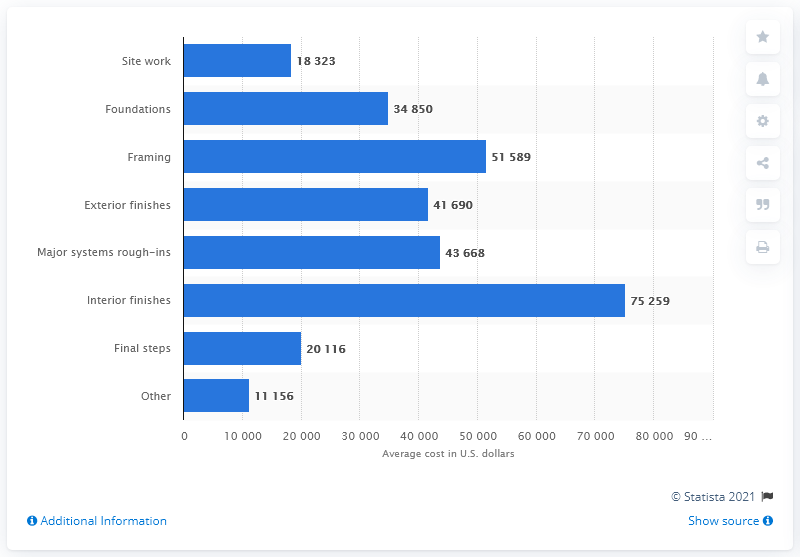 Site work 18 323
Foundations 34 850
Framing 51 589
Exterior finishes 41 690
Major systems rough-ins 43 668
Interior finishes 75 259
Final steps 20 116
Other 11 156
0 10 000 20 000 30 000 40 000 50 000 60 000 70 000 80 000 90 ...
Average cost in U.S. dollars
© Statista 2021
Additional Information Show source